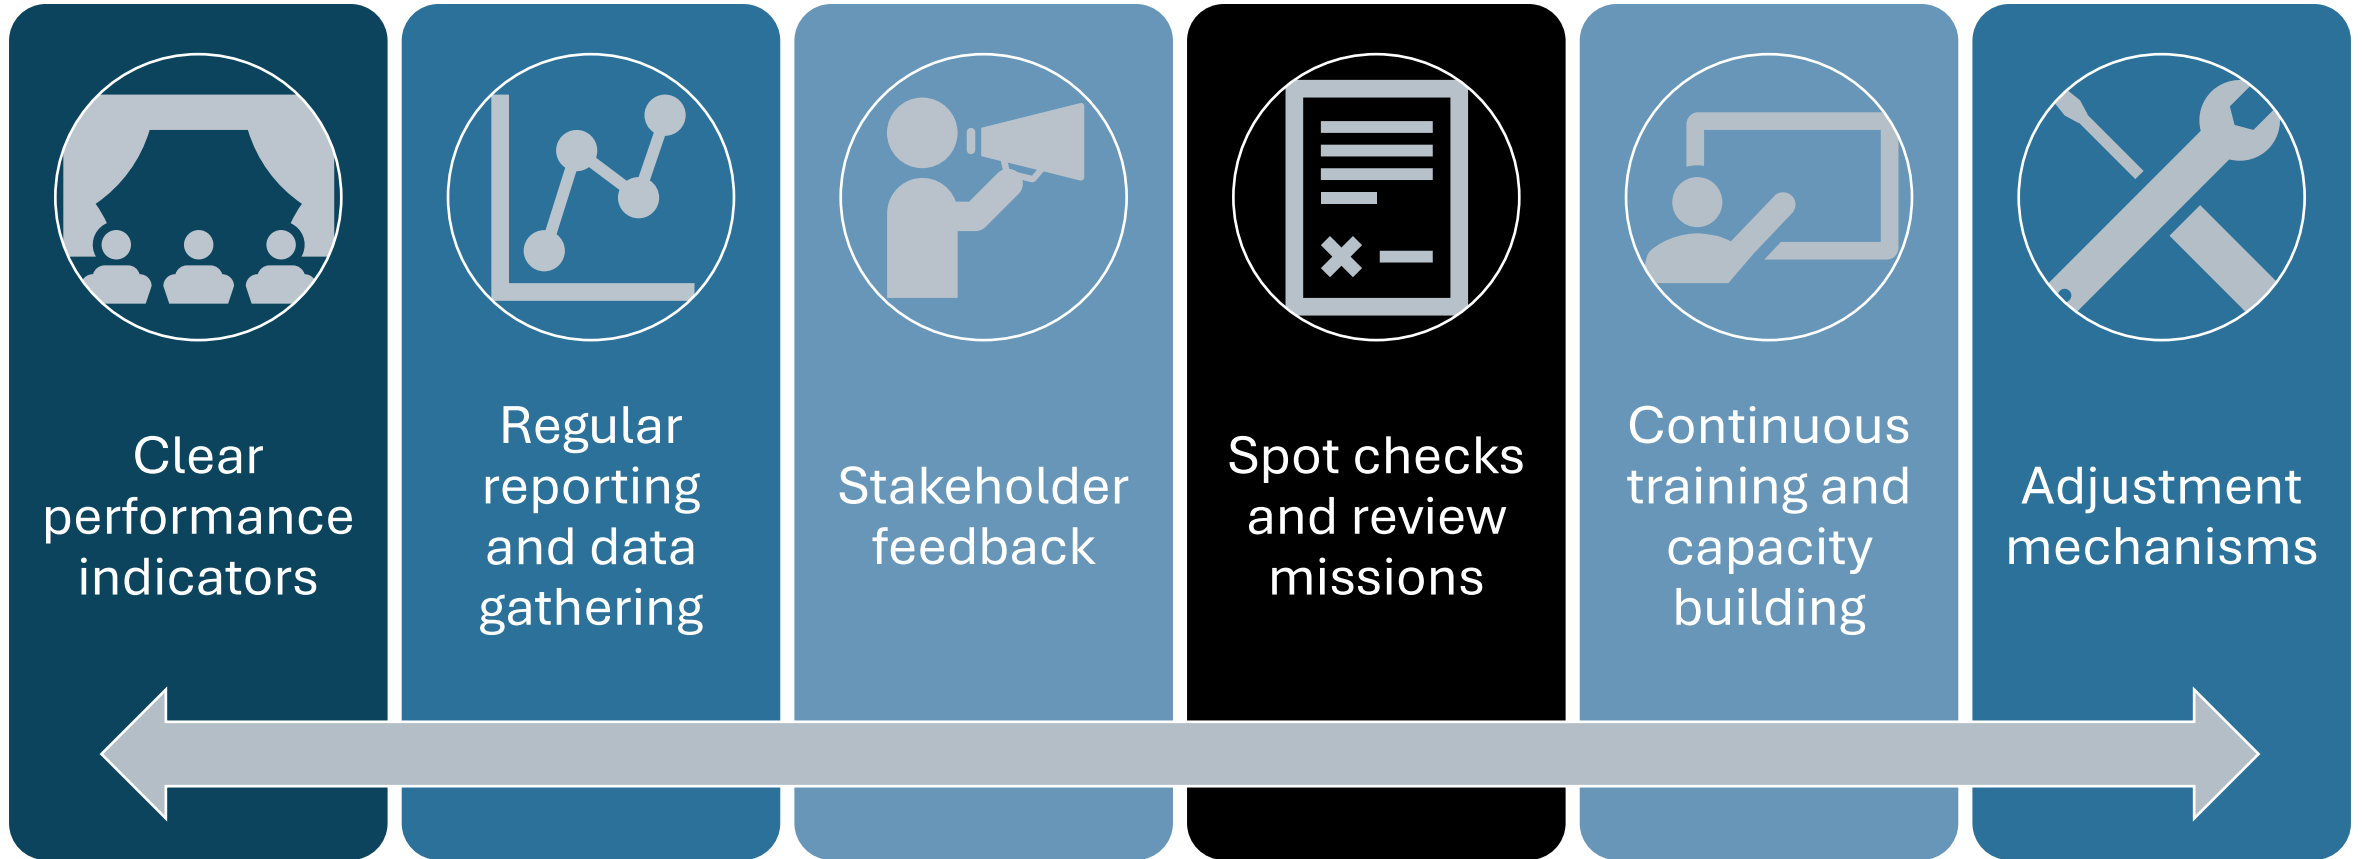 Clear
performance
indicators
Regular
reporting
and data
gathering
Stakeholder
feedback
Spot checks
and review
missions
Continuous
training and
capacity
building
Adjustment
mechanisms